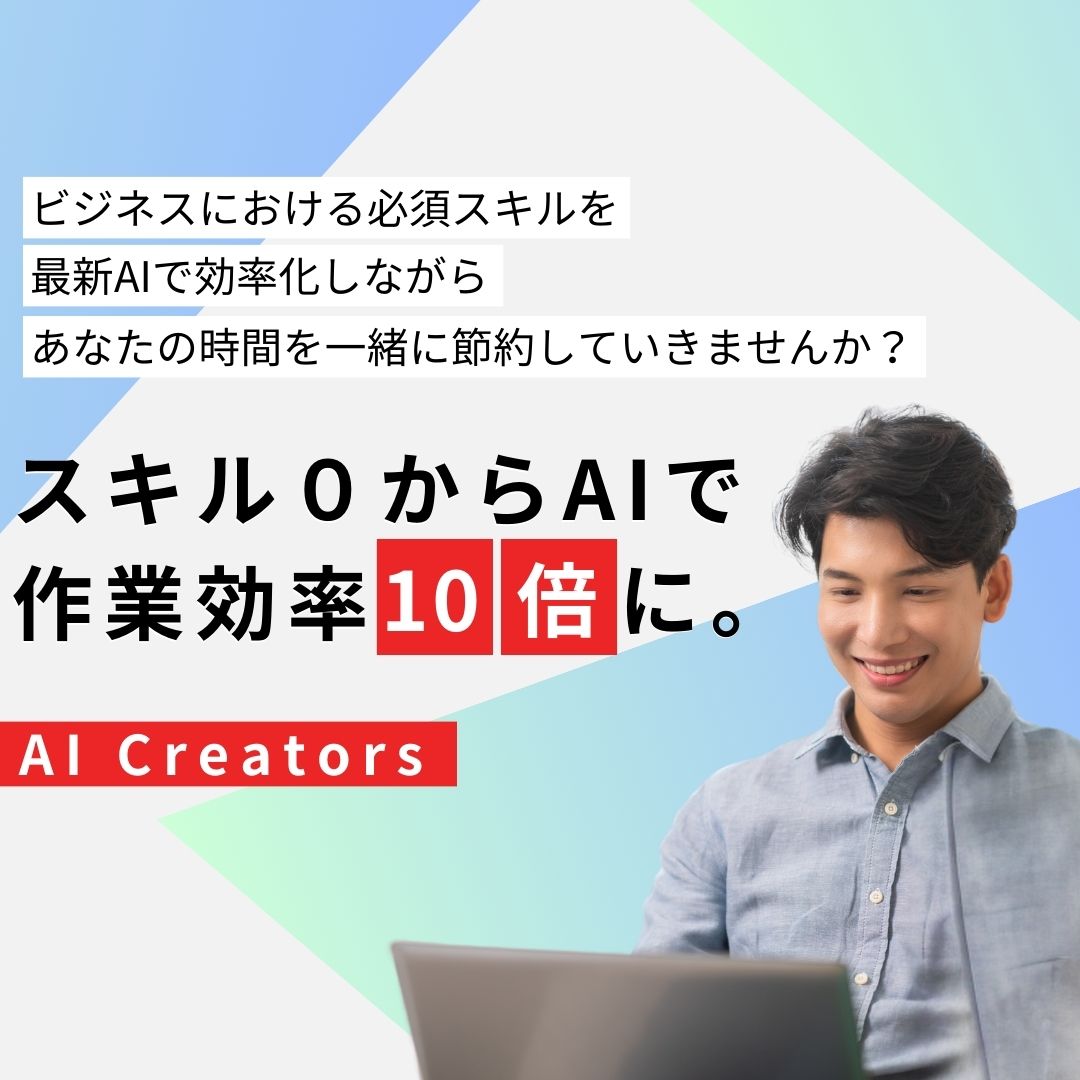 ビジネスにおける必須スキルを
最新AIで効率化しながら
あなたの時間を一緒に節約していきませんか？
スキル０からAIで
作業効率10倍に。
AI Creators